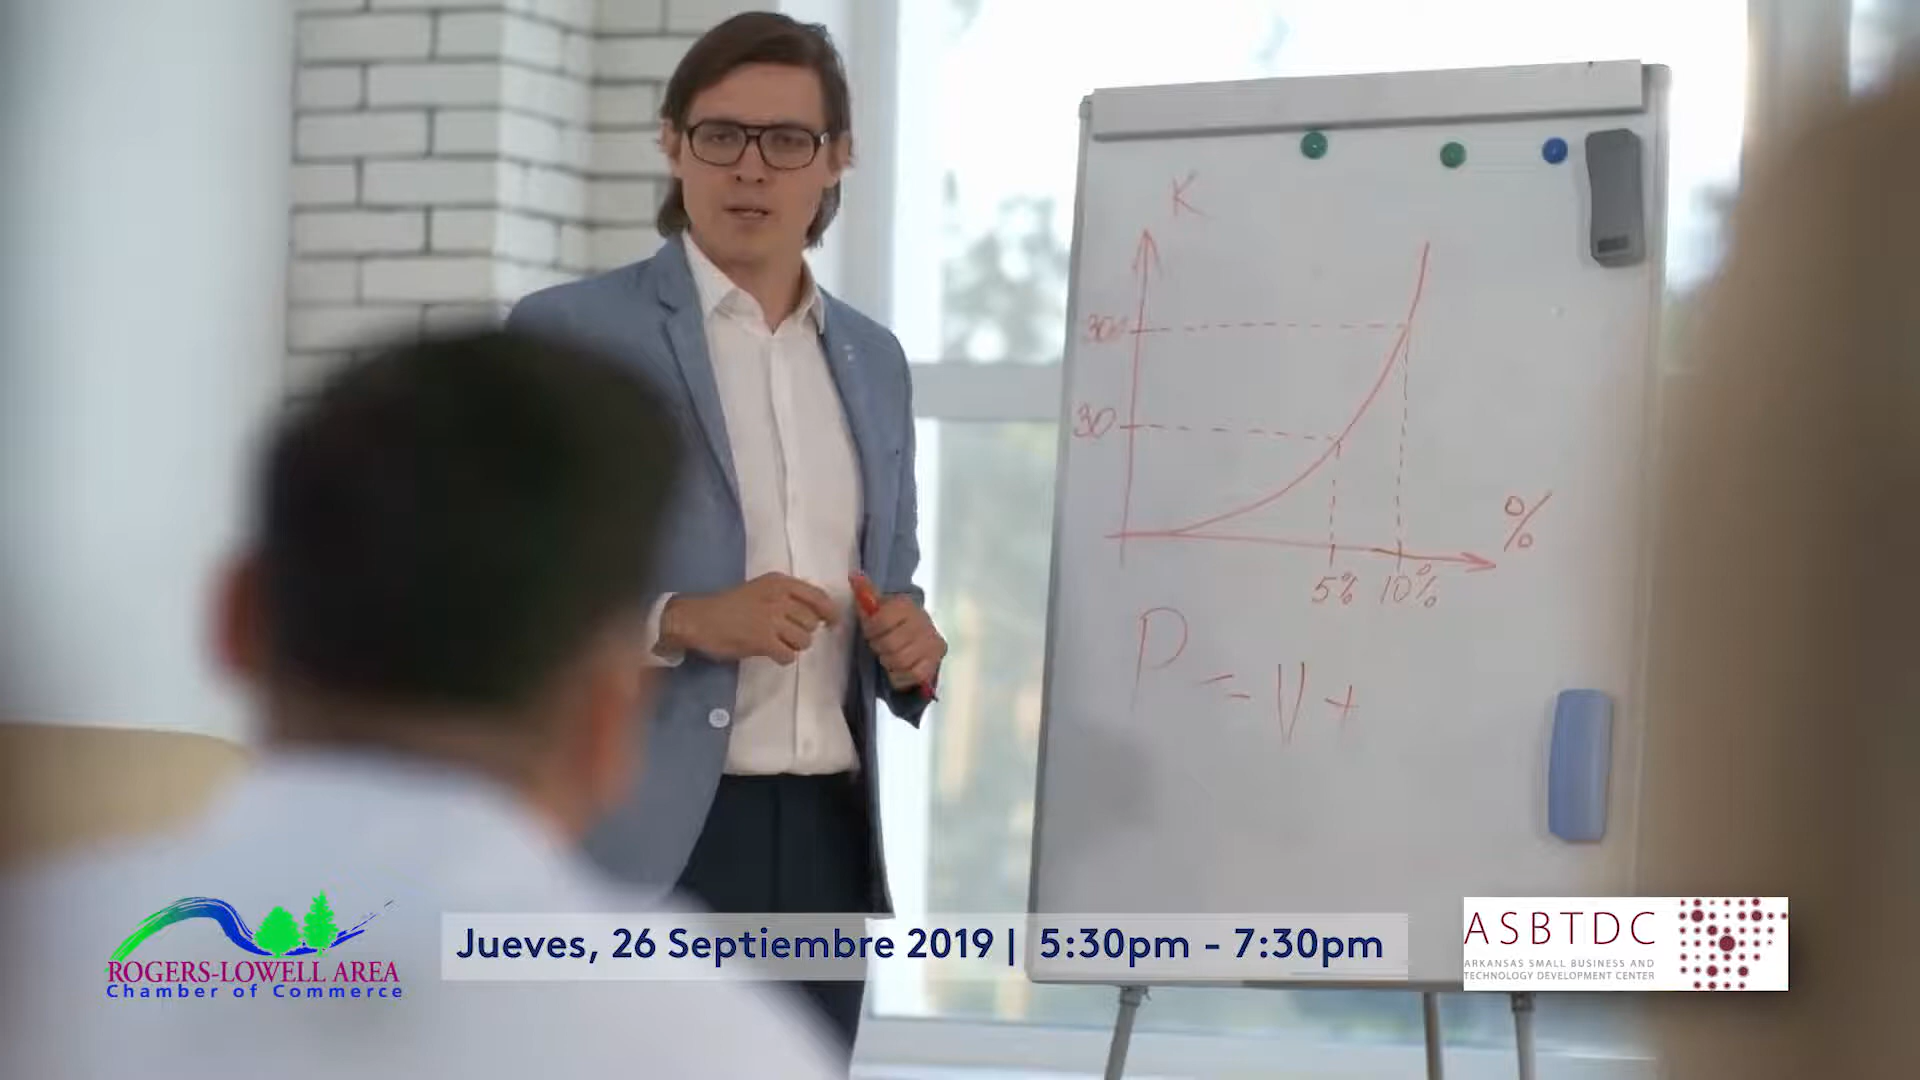 K
300
30
%
5% 10%
P = V +
ROGERS-LOWELL AREA
Chamber of Commerce
Jueves, 26 Septiembre 2019 | 5:30pm - 7:30pm
ASBTDC
ARKANSAS SMALL BUSINESS AND
TECHNOLOGY DEVELOPMENT CENTER